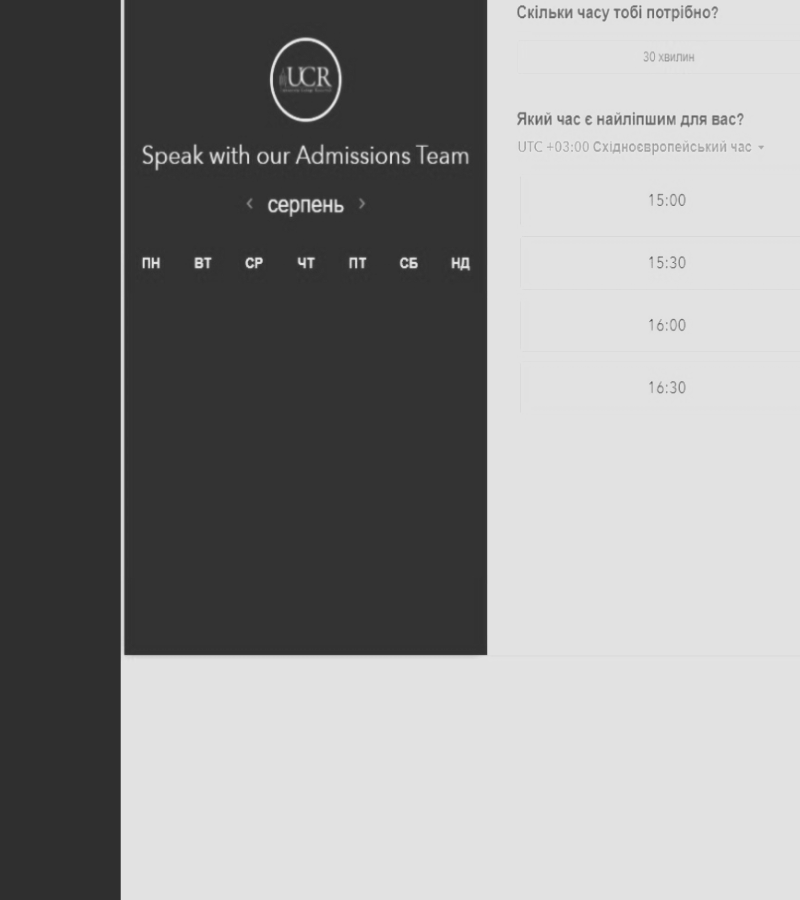 UCR
Speak with our Admissions Team
серпень
ПН ВТ СР ЧТ ПТ СБ НД
Скільки часу тобі потрібно?
30 хвилин
Який час є найліпшим для вас?
UTC +03:00 Східноєвропейський час
15:00
15:30
16:00
16:30